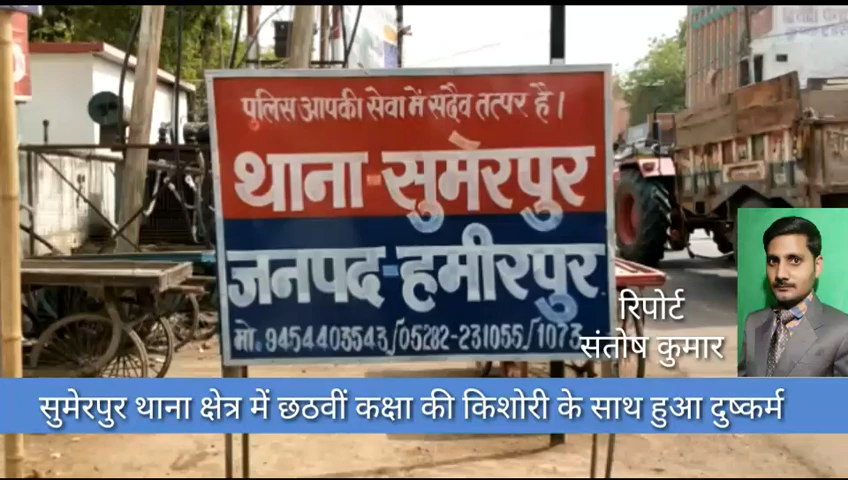 पुलिस आपकी सेवा में सदैव तत्पर है।
थाना-सुमेरपुर
जनपद-हमीरपुर
मो. 9454403543/05282-231055/1073
रिपोर्ट
संतोष कुमार
सुमेरपुर थाना क्षेत्र में छठवीं कक्षा की किशोरी के साथ हुआ दुष्कर्म